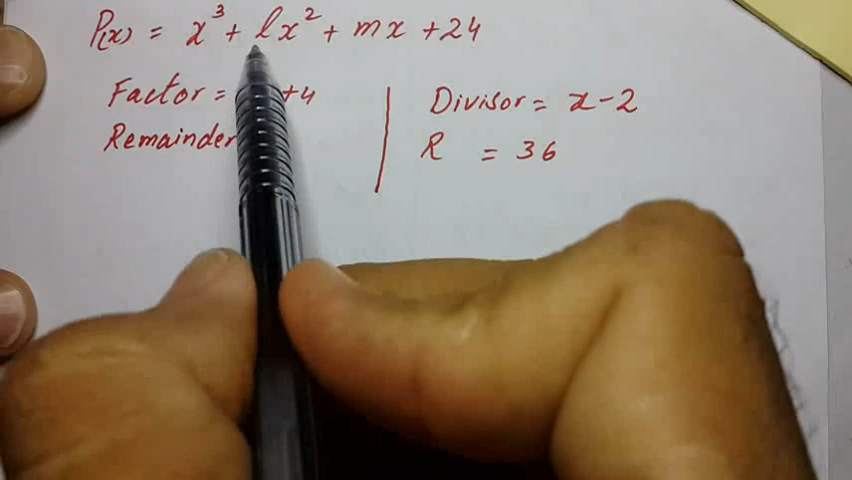 P(x) = x³ + lx² + mx + 24
Factor = +4
Remainder
Divisor = x-2
R = 36